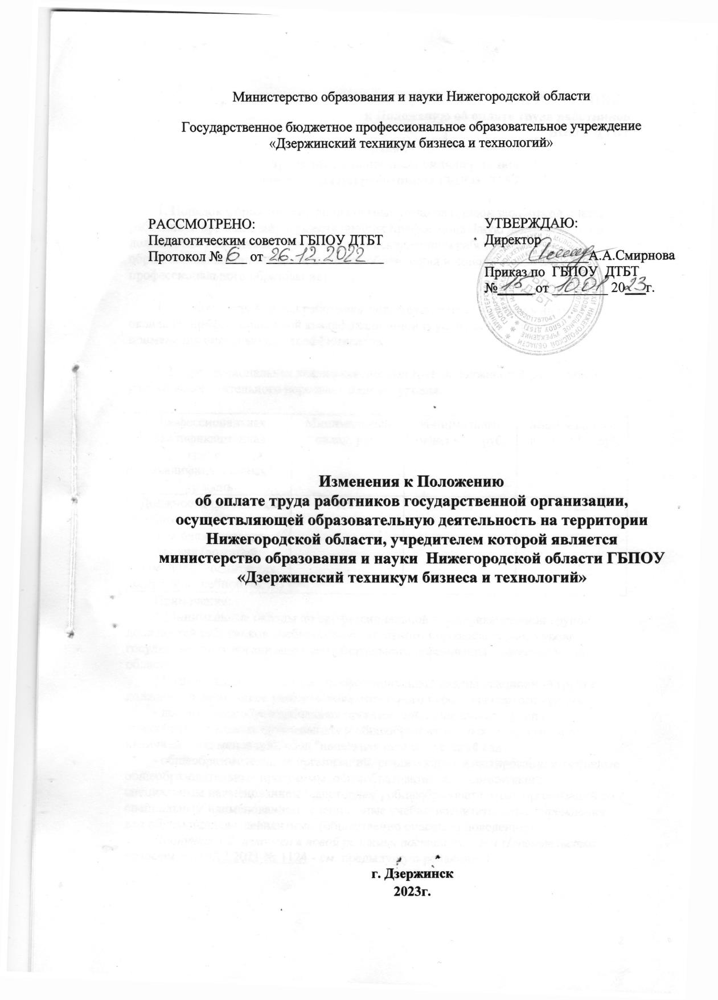 Министерство образования и науки Нижегородской области
Государственное бюджетное профессиональное образовательное учреждение
«Дзержинский техникум бизнеса и технологий»
РАССМОТРЕНО:
Педагогическим советом ГБПОУ ДТБТ
Протокол № 6 от 26.12.2022
УТВЕРЖДАЮ:
Директор
А.А.Смирнова
Приказ по ГБПОУ ДТБТ
№ 15 от 10.01 2023г.
ГБПОУ
ДТБТ
1025201757041
Изменения к Положению
об оплате труда работников государственной организации,
осуществляющей образовательную деятельность на территории
Нижегородской области, учредителем которой является
министерство образования и науки Нижегородской области ГБПОУ
«Дзержинский техникум бизнеса и технологий»
г. Дзержинск
2023г.